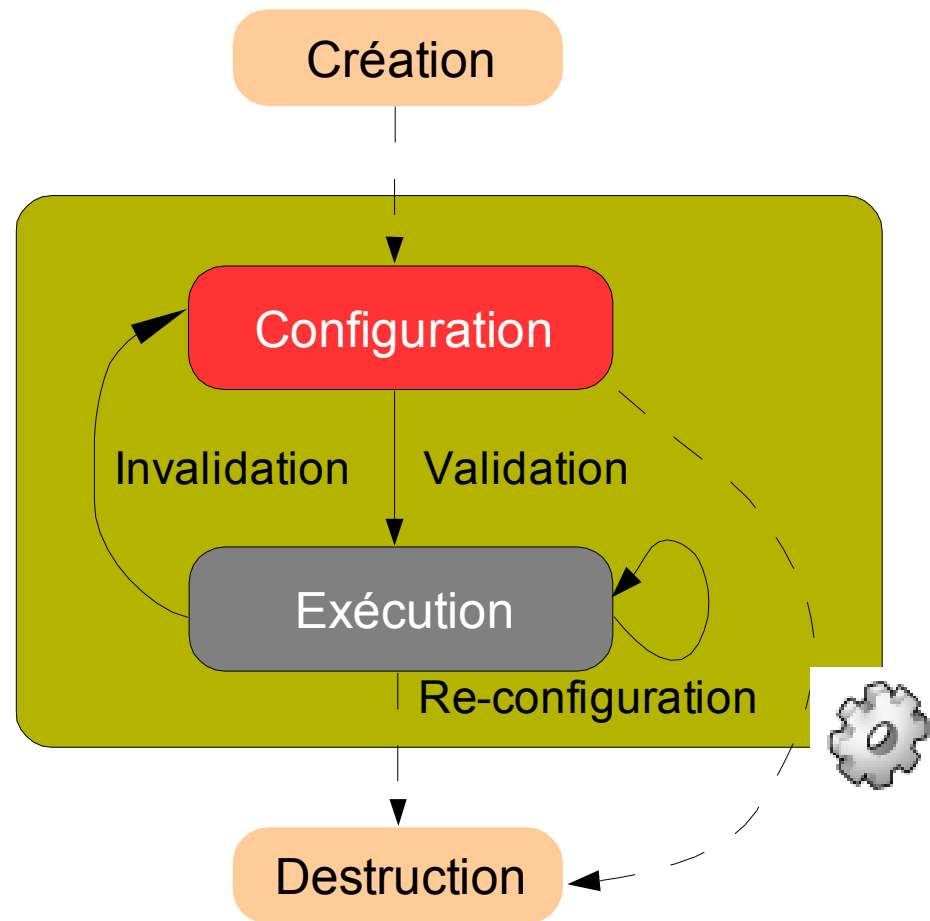 Création
Configuration
Invalidation
Validation
Exécution
Re-configuration
Destruction